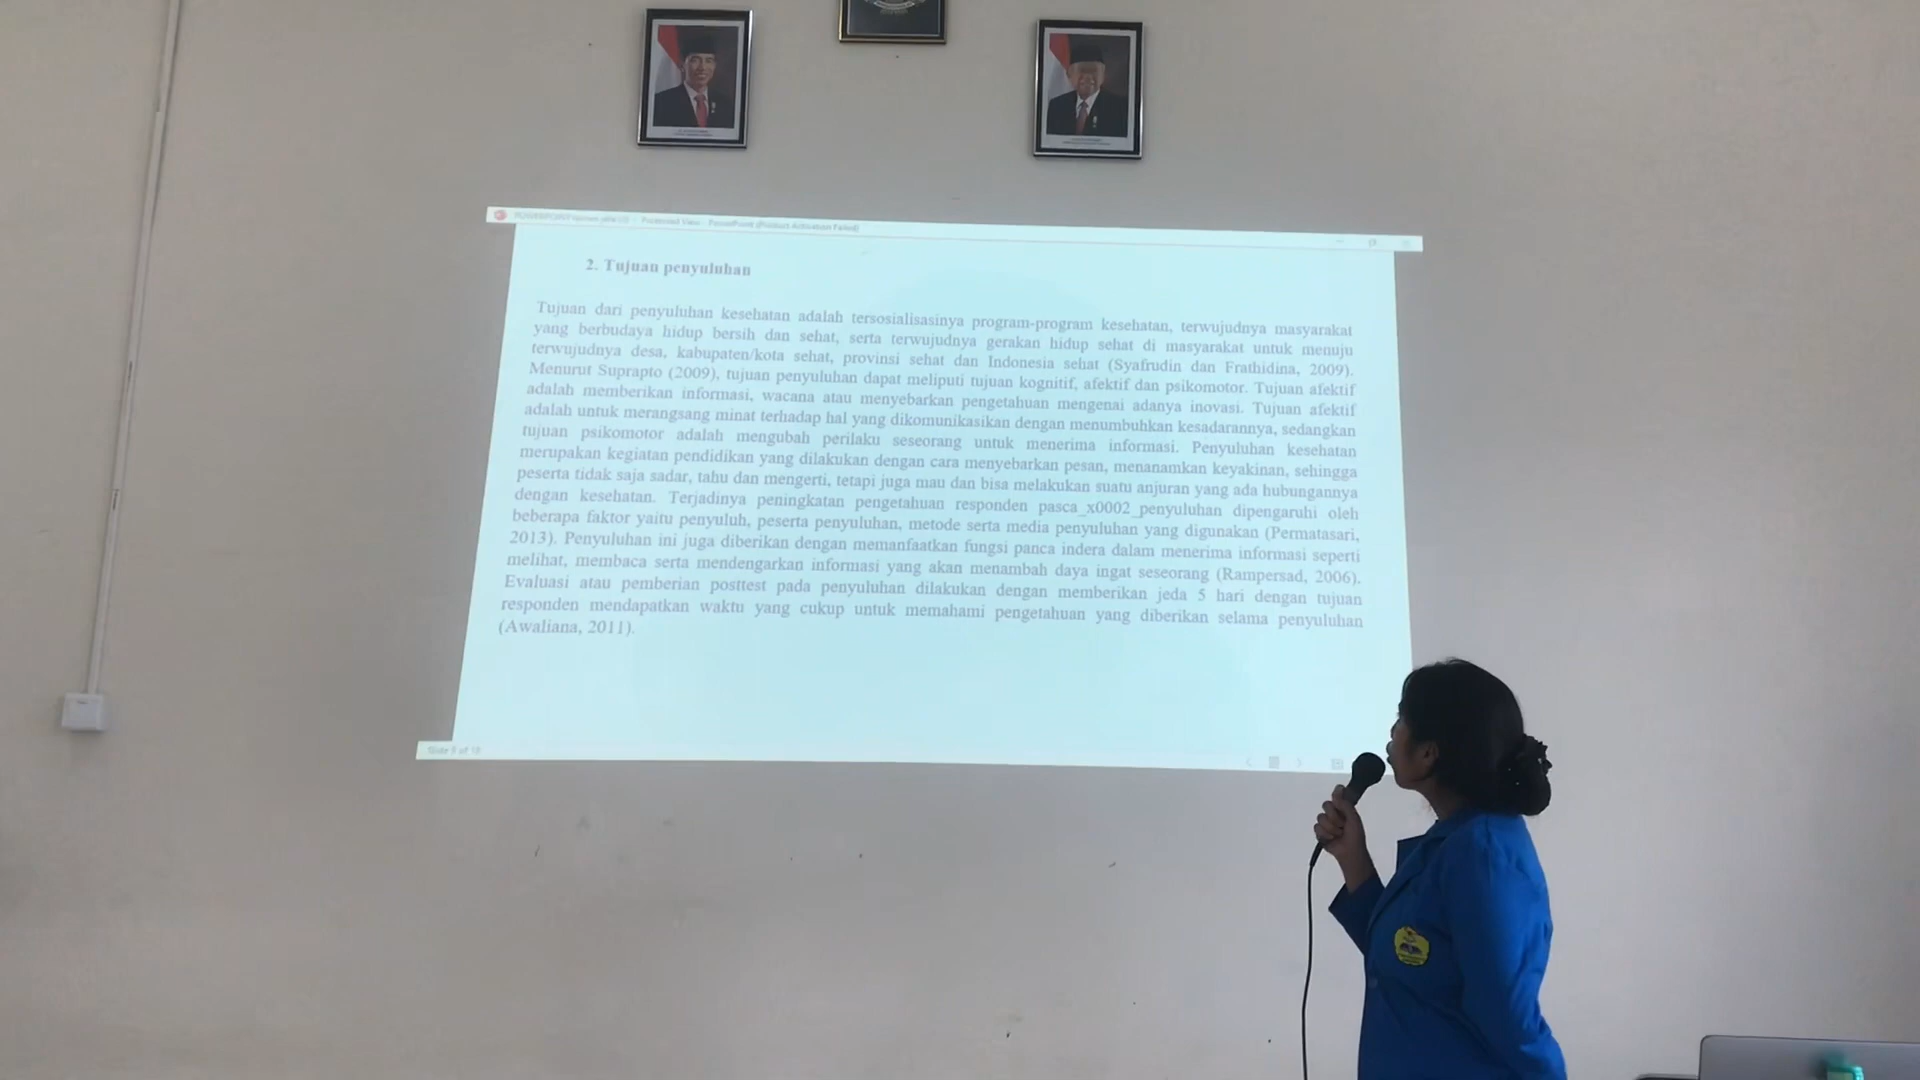 PowerPoint (Product Activation Failed)
2. Tujuan penyuluhan
Tujuan dari penyuluhan kesehatan adalah tersosialisasinya program-program kesehatan, terwujudnya masyarakat
yang berbudaya hidup bersih dan sehat, serta terwujudnya gerakan hidup sehat di masyarakat untuk menuju
terwujudnya desa, kabupaten/kota sehat, provinsi sehat dan Indonesia sehat (Syafrudin dan Frathidina, 2009).
Menurut Suprapto (2009), tujuan penyuluhan dapat meliputi tujuan kognitif, afektif dan psikomotor. Tujuan afektif
adalah memberikan informasi, wacana atau menyebarkan pengetahuan mengenai adanya inovasi. Tujuan afektif
adalah untuk merangsang minat terhadap hal yang dikomunikasikan dengan menumbuhkan kesadarannya, sedangkan
tujuan psikomotor adalah mengubah perilaku seseorang untuk menerima informasi. Penyuluhan kesehatan
merupakan kegiatan pendidikan yang dilakukan dengan cara menyebarkan pesan, menanamkan keyakinan, sehingga
peserta tidak saja sadar, tahu dan mengerti, tetapi juga mau dan bisa melakukan suatu anjuran yang ada hubungannya
dengan kesehatan. Terjadinya peningkatan pengetahuan responden pasca_x0002_penyuluhan dipengaruhi oleh
beberapa faktor yaitu penyuluh, peserta penyuluhan, metode serta media penyuluhan yang digunakan (Permatasari,
2013). Penyuluhan ini juga diberikan dengan memanfaatkan fungsi panca indera dalam menerima informasi seperti
melihat, membaca serta mendengarkan informasi yang akan menambah daya ingat seseorang (Rampersad, 2006).
Evaluasi atau pemberian posttest pada penyuluhan dilakukan dengan memberikan jeda 5 hari dengan tujuan
responden mendapatkan waktu yang cukup untuk memahami pengetahuan yang diberikan selama penyuluhan
(Awaliana, 2011).